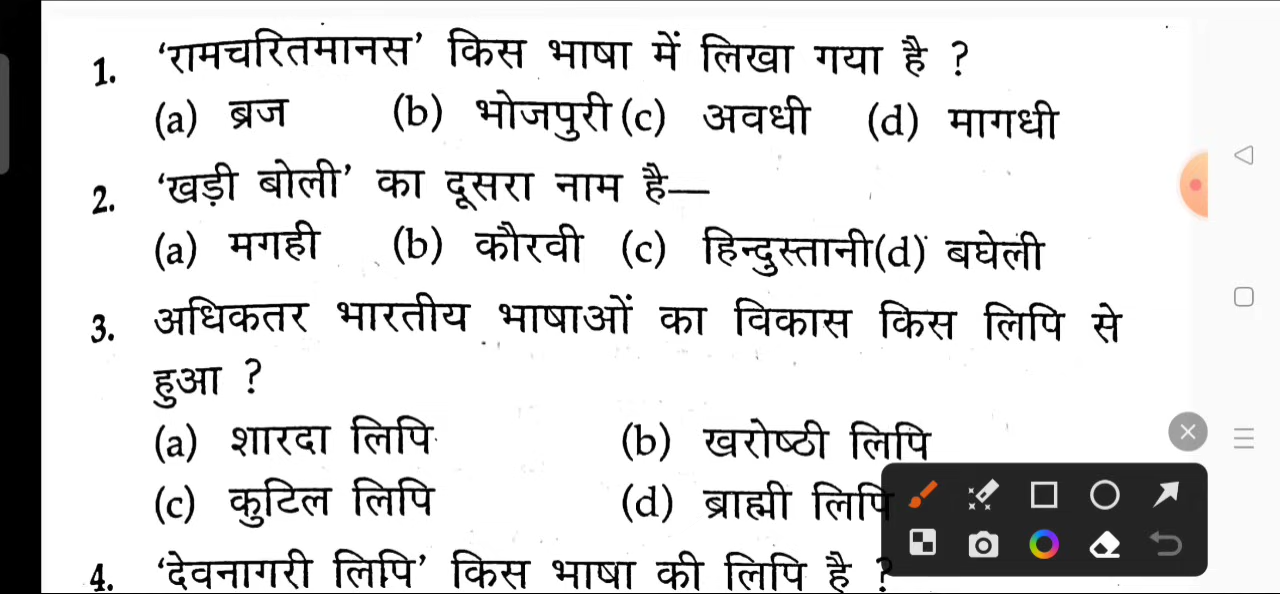 1. ‘रामचरितमानस’ किस भाषा में लिखा गया है ?
(a) ब्रज (b) भोजपुरी (c) अवधी (d) मागधी
2. ‘खड़ी बोली’ का दूसरा नाम है—
(a) मगही (b) कौरवी (c) हिन्दुस्तानी (d) बघेली
3. अधिकतर भारतीय भाषाओं का विकास किस लिपि से
हुआ ?
(a) शारदा लिपि (b) खरोष्ठी लिपि
(c) कुटिल लिपि (d) ब्राह्मी लिपि
4. ‘देवनागरी लिपि’ किस भाषा की लिपि है ?